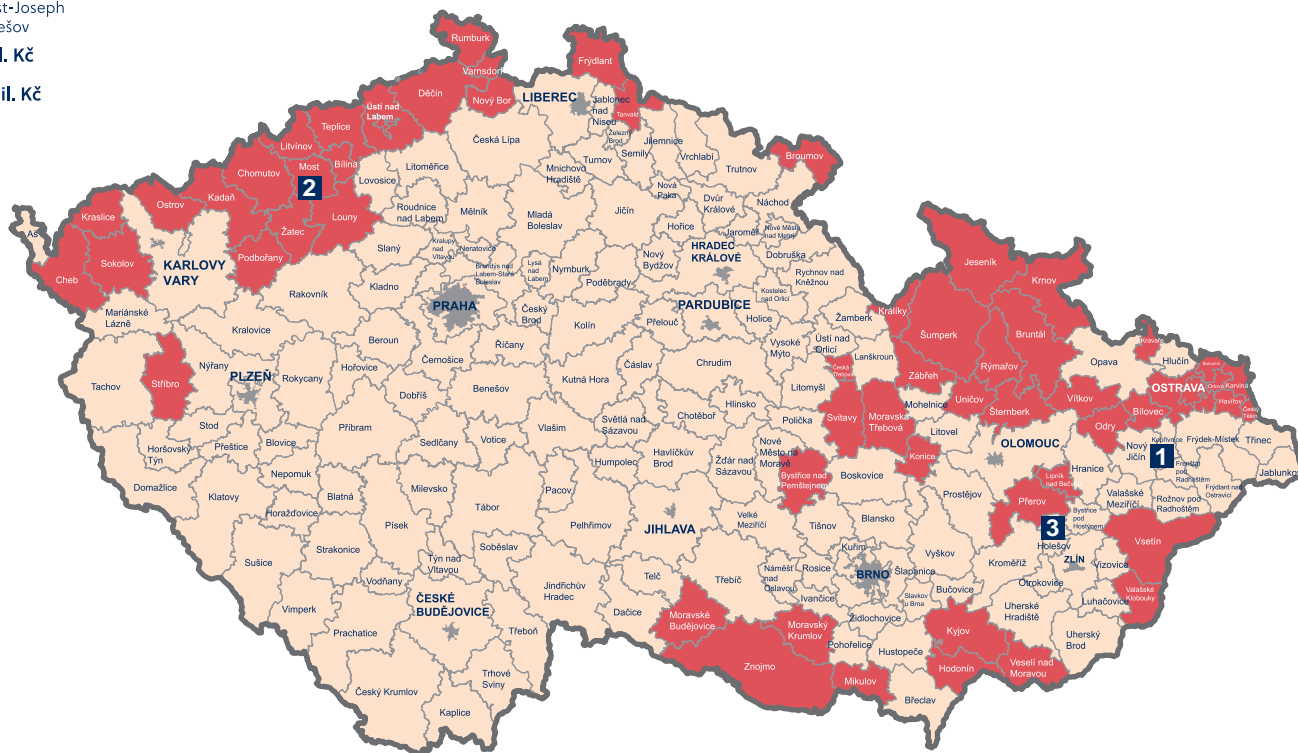 st-Joseph
ešov
l. Kč
il. Kč
Rumburk
Varnsdorf
Frýdlant
Děčín
Nový Bor
LIBEREC
Jablonec
nad
Nisou
Tanvald
Ústí nad
Labem
Teplice
Litvínov
Most
Bílina
Chomutov
2
Lovosice
Litoměřice
Česká Lípa
Železný
Brod
Jilemnice
Semily
Turnov
Vrchlabí
Trutnov
Broumov
Mnichovo
Hradiště
Nová
Paka
Dvůr
Králové
Náchod
Kraslice
Ostrov
Kadaň
Louny
Žatec
Podbořany
Roudnice
nad Labem
Mělník
Mladá
Boleslav
Jičín
Hořice
Jaroměř
Nové Město
nad Metují
Aš
Cheb
Sokolov
KARLOVY
VARY
Slaný
Kralupy
nad
Vltavou
Neratovice
Brandýs nad
Labem-Stará
Boleslav
Lysá
nad
Labem
Nymburk
Poděbrady
Nový
Bydžov
HRADEC
KRÁLOVÉ
Dobruška
Rychnov nad
Kněžnou
Kostelec
nad Orlicí
Jeseník
Krnov
Mariánské
Lázně
Rakovník
Kladno
PRAHA
Český
Brod
Kolín
Přelouč
PARDUBICE
Holice
Žamberk
Králíky
Šumperk
Bruntál
Rýmařov
Kralovice
Beroun
Říčany
Vysoké
Mýto
Ústí nad
Orlicí
Lanškroun
Zábřeh
Opava
Kravaře
Hlučín
Bohumín
Orlová
Karviná
Havířov
Český
Těšín
OSTRAVA
Tachov
Stříbro
Nýřany
PLZEŇ
Rokycany
Hořovice
Černošice
Benešov
Kutná Hora
Čáslav
Chrudim
Česká
Třebová
Litomyšl
Dobříš
Hlinsko
Polička
Svitavy
Moravská
Třebová
Mohelnice
Uničov
Šternberk
Vítkov
Bílovec
Odry
Stod
Přeštice
Blovice
Příbram
Sedlčany
Votice
Vlašim
Světlá nad
Sázavou
Chotěboř
Litovel
OLOMOUC
Nový
Jičín
Kopřivnice
Frýdek-Místek
Třinec
1
Frenštát
pod
Radhoštěm
Jablunkov
Horšovský
Týn
Domažlice
Nepomuk
Humpolec
Havlíčkův
Brod
Žďár nad
Sázavou
Nové
Město na
Moravě
Bystřice nad
Pernštejnem
Boskovice
Konice
Lipník
nad Bečvou
Hranice
Frýdlant nad
Ostravicí
Klatovy
Horažďovice
Blatná
Milevsko
Tábor
Pacov
Prostějov
Přerov
Valašské
Meziříčí
Rožnov pod
Radhoštěm
Písek
Pelhřimov
JIHLAVA
Velké
Meziříčí
Tišnov
Blansko
Bystřice
pod
Hostýnem
3
Holešov
Vsetín
Sušice
Strakonice
Týn nad
Vltavou
Soběslav
Kuřim
Vyškov
Kroměříž
ZLÍN
Vizovice
Vodňany
Jindřichův
Hradec
Telč
Třebíč
Náměšť
nad
Oslavou
Rosice
BRNO
Šlapanice
Otrokovice
Vimperk
ČESKÉ
BUDĚJOVICE
Dačice
Ivančice
Slavkov
u Brna
Bučovice
Uherské
Hradiště
Luhačovice
Valašské
Klobouky
Prachatice
Třeboň
Moravské
Budějovice
Moravský
Krumlov
Židlochovice
Pohořelice
Hustopeče
Kyjov
Uherský
Brod
Český Krumlov
Trhové
Sviny
Znojmo
Mikulov
Hodonín
Veselí nad
Moravou
Kaplice
Břeclav